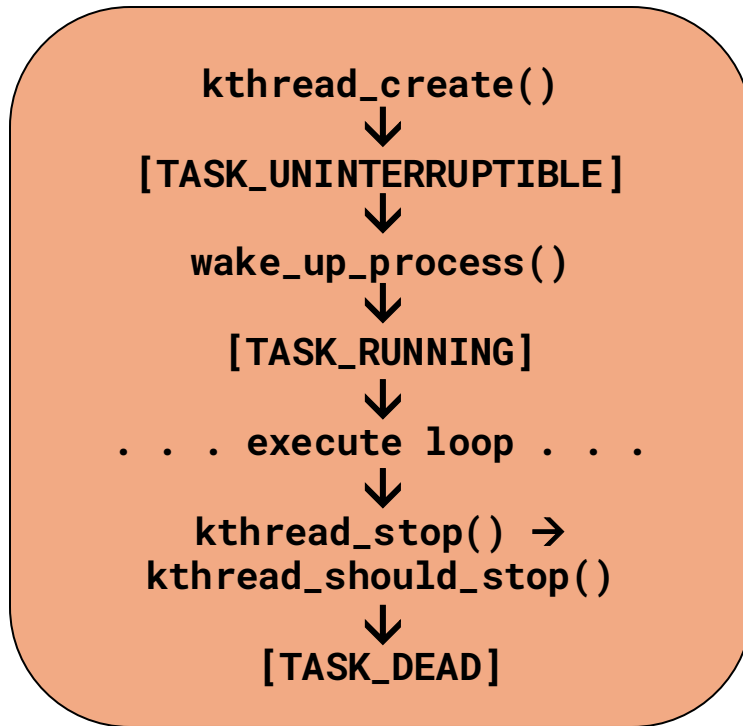 kthread_create()
↓
[TASK_UNINTERRUPTIBLE]
↓
wake_up_process()
↓
[TASK_RUNNING]
↓
. . . execute loop . . .
↓
kthread_stop() →
kthread_should_stop()
↓
[TASK_DEAD]